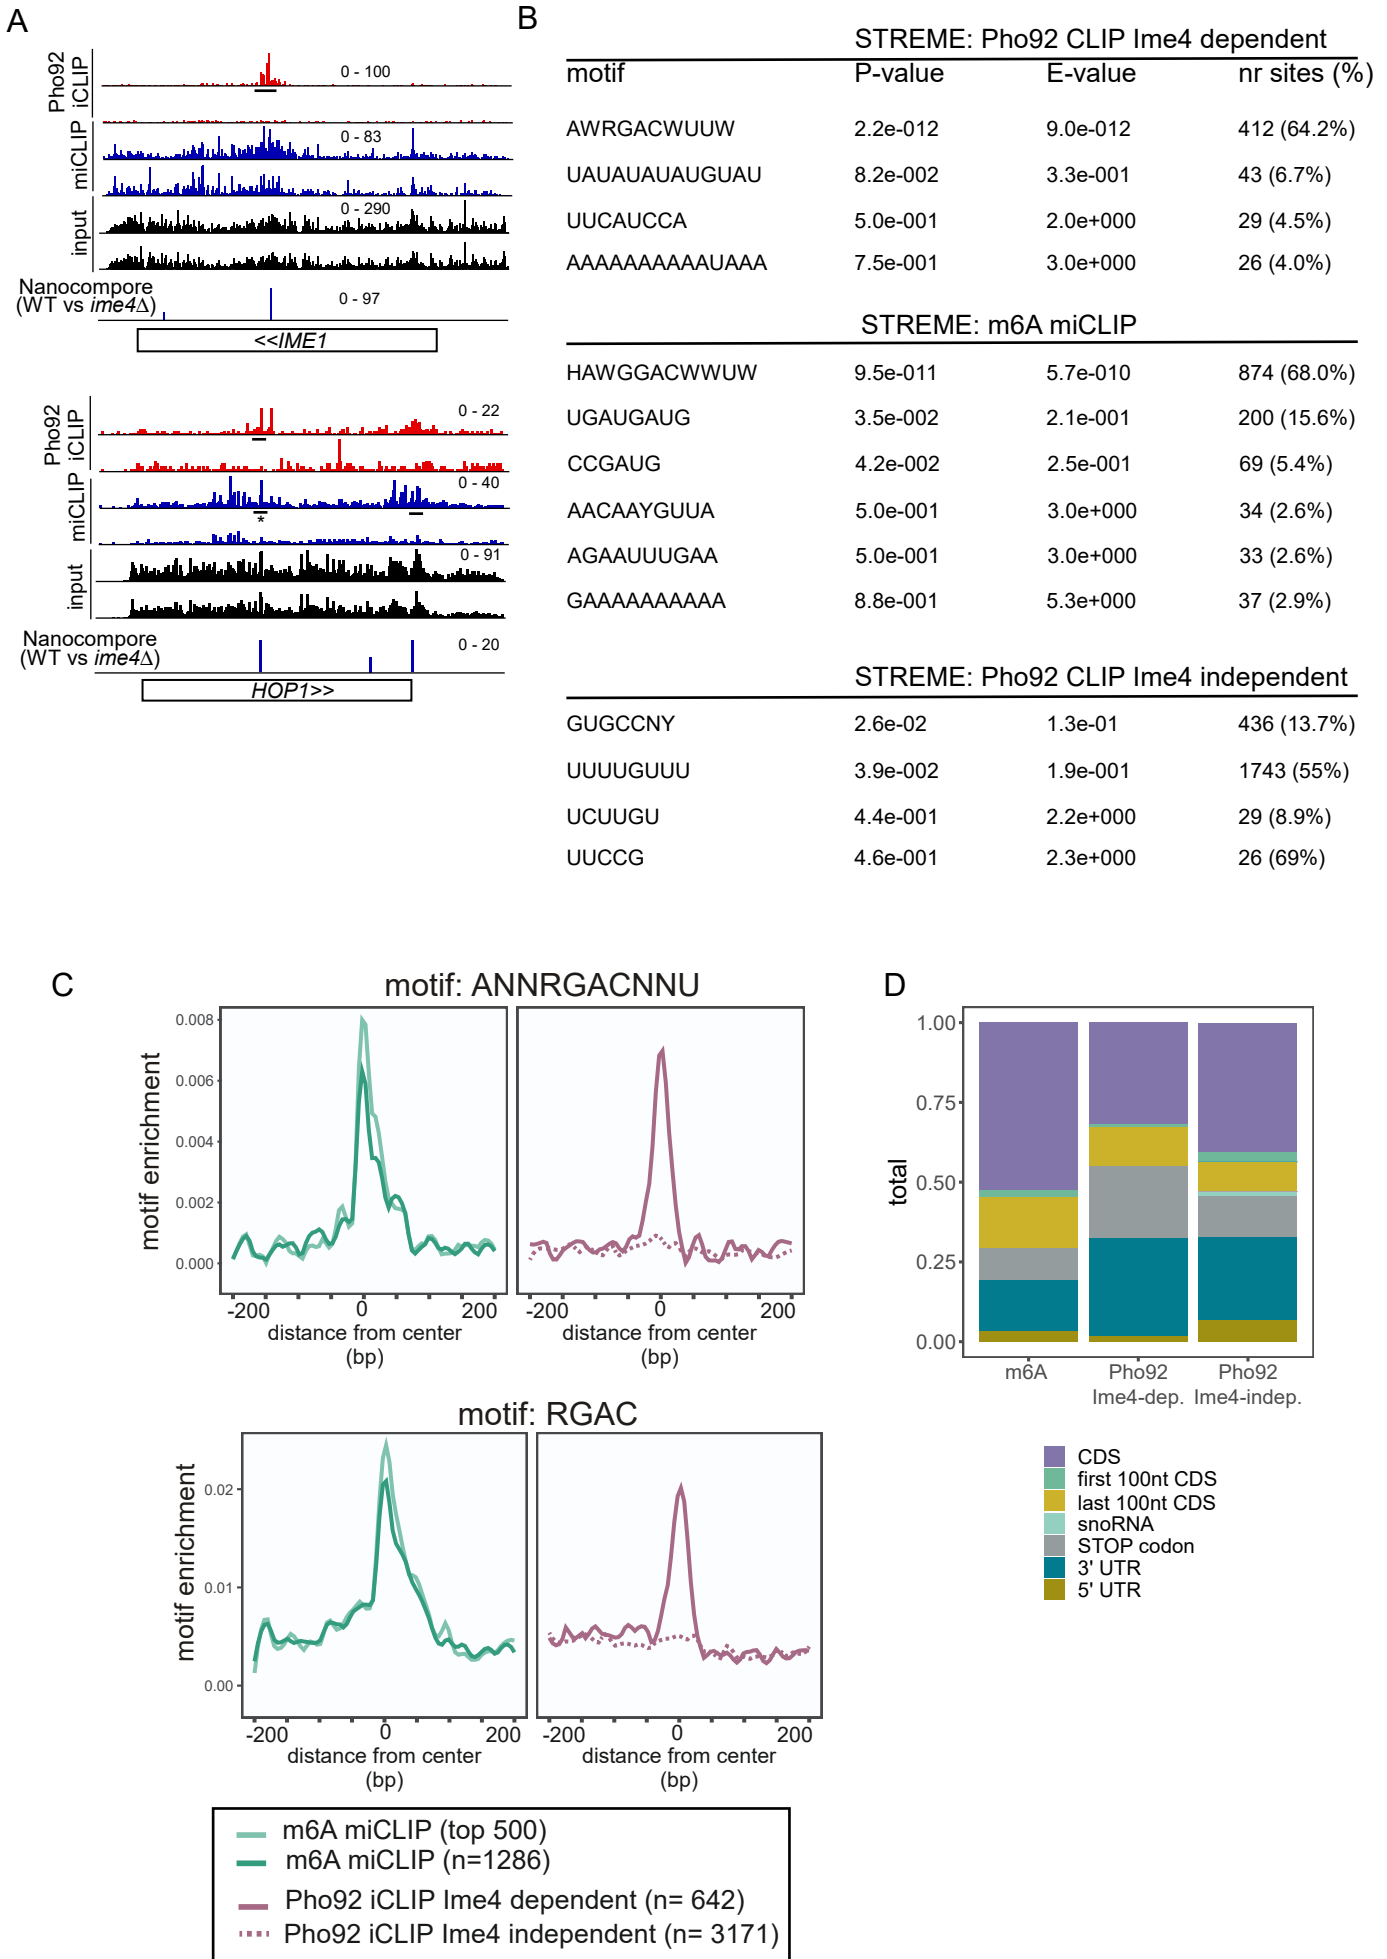 A
Pho92
iCLIP
0 - 100
miCLIP
0 - 83
input
0 - 290
Nanocompore
(WT vs ime4Δ)
0 - 97
<<IME1
Pho92
iCLIP
0 - 22
miCLIP
0 - 40
*
input
0 - 91
Nanocompore
(WT vs ime4Δ)
0 - 20
HOP1>>
B
STREME: Pho92 CLIP Ime4 dependent
motif P-value E-value nr sites (%)
AWRGACWUUW 2.2e-012 9.0e-012 412 (64.2%)
UAUAUAUAUGUAU 8.2e-002 3.3e-001 43 (6.7%)
UUCAUCCA 5.0e-001 2.0e+000 29 (4.5%)
AAAAAAAAAAUAAA 7.5e-001 3.0e+000 26 (4.0%)
STREME: m6A miCLIP
HAWGGACWWUW 9.5e-011 5.7e-010 874 (68.0%)
UGAUGAUG 3.5e-002 2.1e-001 200 (15.6%)
CCGAUG 4.2e-002 2.5e-001 69 (5.4%)
AACAAYGUUA 5.0e-001 3.0e+000 34 (2.6%)
AGAAUUUGAA 5.0e-001 3.0e+000 33 (2.6%)
GAAAAAAAAAA 8.8e-001 5.3e+000 37 (2.9%)
STREME: Pho92 CLIP Ime4 independent
GUGCCNY 2.6e-02 1.3e-01 436 (13.7%)
UUUUGUUU 3.9e-002 1.9e-001 1743 (55%)
UCUUGU 4.4e-001 2.2e+000 29 (8.9%)
UUCCG 4.6e-001 2.3e+000 26 (69%)
C
motif: ANNRGACNNU
motif enrichment
0.008
0.006
0.004
0.002
0.000
-200 0 200
distance from center
(bp)
-200 0 200
distance from center
(bp)
motif: RGAC
motif enrichment
0.02
0.01
0.00
-200 0 200
distance from center
(bp)
-200 0 200
distance from center
(bp)
m6A miCLIP (top 500)
m6A miCLIP (n=1286)
Pho92 iCLIP Ime4 dependent (n= 642)
Pho92 iCLIP Ime4 independent (n= 3171)
D
total
1.00
0.75
0.50
0.25
0.00
m6A
Pho92
Ime4-dep.
Pho92
Ime4-indep.
CDS
first 100nt CDS
last 100nt CDS
snoRNA
STOP codon
3' UTR
5' UTR